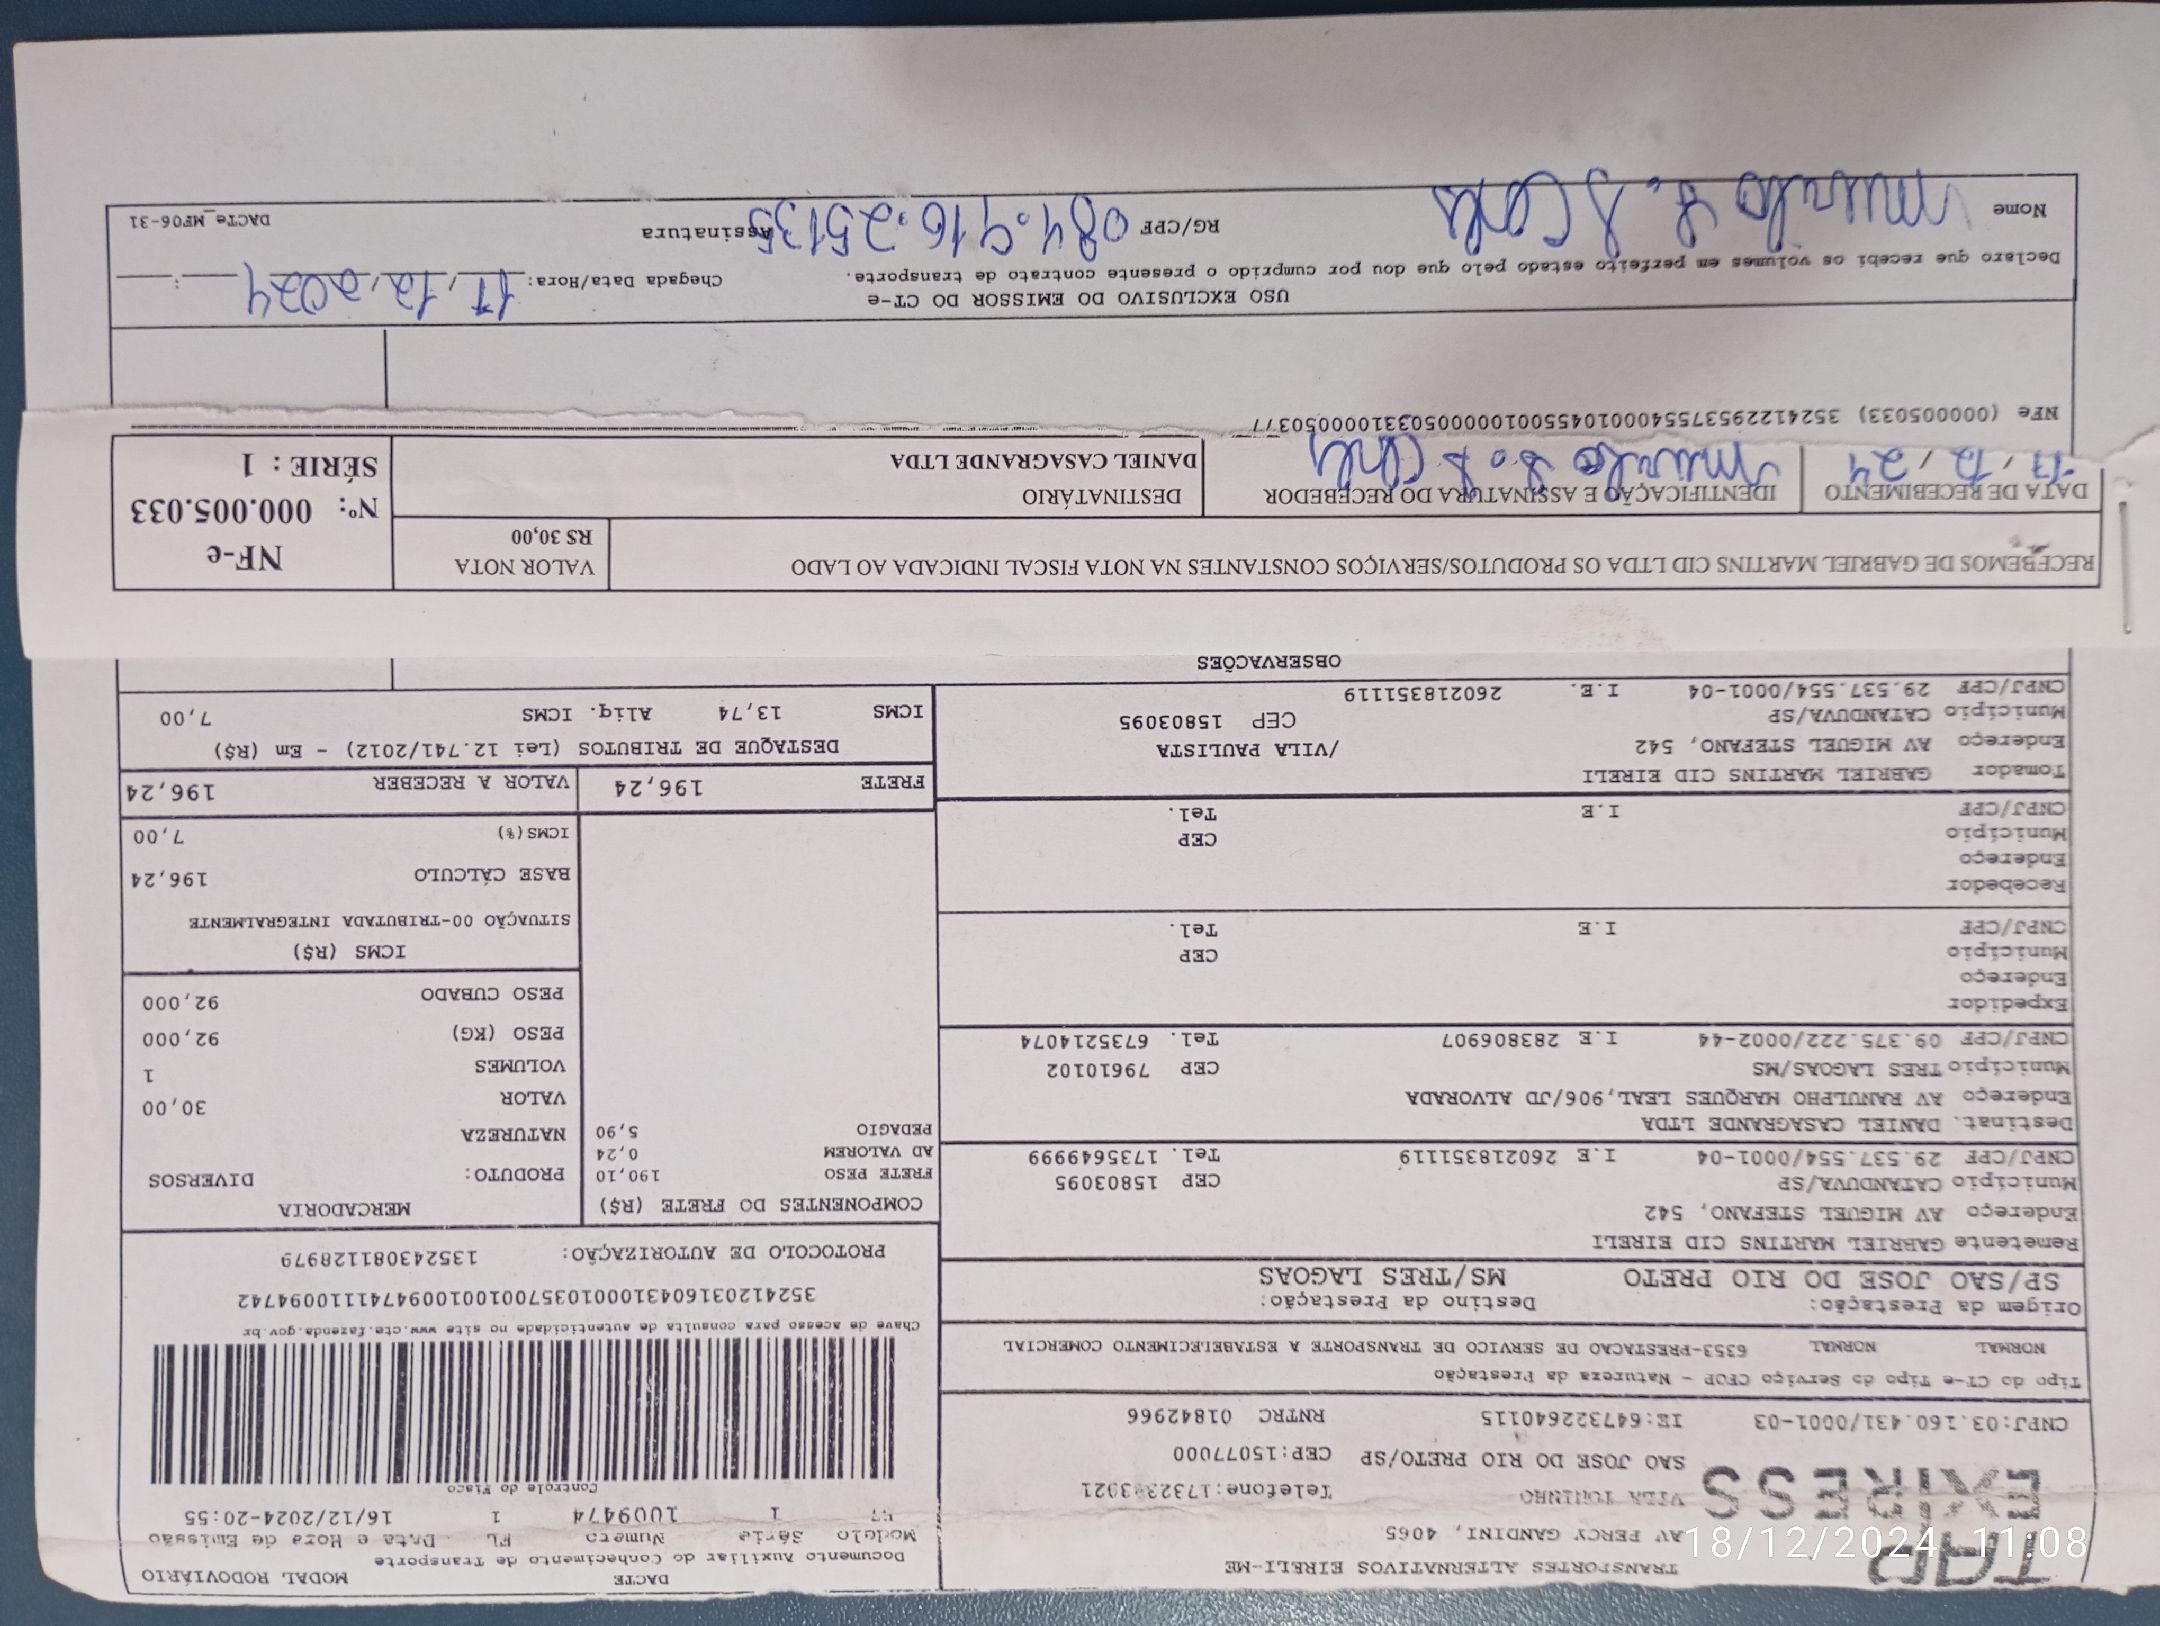 TAO
EXPRESS
TRANSPORTES ALTERNATIVOS EIRELI-ME
AV PERCY GANDINI, 4065
VILA TONINHO
SAO JOSE DO RIO PRETO/SP CEP:15077000
CNPJ:03.160.431/0001-03 IE:647322640115 RNTRC 01842966
DACTE MODAL RODOVIÁRIO
Documento Auxiliar do Conhecimento de Transporte
Modelo Série Numero FL Data e Hora de Emissão
57 1 1009474 1 16/12/2024-20:55
Controle do Fisco
Chave de acesso para consulta de autenticidade no site www.cte.fazenda.gov.br
35241203160431000103570010010094741110094742
PROTOCOLO DE AUTORIZAÇÃO: 135243081128979
Tipo do CT-e Tipo do Serviço CFOP - Natureza da Prestação
NORMAL NORMAL 6353-PRESTACAO DE SERVICO DE TRANSPORTE A ESTABELECIMENTO COMERCIAL
Origem da Prestação: Destino da Prestação:
SP/SAO JOSE DO RIO PRETO MS/TRES LAGOAS
Remetente GABRIEL MARTINS CID EIRELI
Endereço AV MIGUEL STEFANO, 542
Município CATANDUVA/SP CEP 15803095
CNPJ/CPF 29.537.554/0001-04 I.E 260218351119 Tel. 1735649999
Destinat. DANIEL CASAGRANDE LTDA
Endereço AV RANULPHO MARQUES LEAL,906/JD ALVORADA
Município TRES LAGOAS/MS CEP 79610102
CNPJ/CPF 09.375.222/0002-44 I.E 283806907 Tel. 6735214074
Expedidor
Endereço
Município CEP
CNPJ/CPF I.E Tel.
Recebedor
Endereço
Município CEP
CNPJ/CPF I.E Tel.
Tomador GABRIEL MARTINS CID EIRELI
Endereço AV MIGUEL STEFANO, 542 /VILA PAULISTA
Município CATANDUVA/SP CEP 15803095
CNPJ/CPF 29.537.554/0001-04 I.E. 260218351119
COMPONENTES DO FRETE (R$)
FRETE PESO 190,10
AD VALOREM 0,24
PEDAGIO 5,90
MERCADORIA
PRODUTO: DIVERSOS
NATUREZA
VALOR 30,00
VOLUMES 1
PESO (KG) 92,000
PESO CUBADO 92,000
ICMS (R$)
SITUAÇÃO 00-TRIBUTADA INTEGRALMENTE
BASE CÁLCULO 196,24
ICMS(%) 7,00
FRETE 196,24 VALOR A RECEBER 196,24
DESTAQUE DE TRIBUTOS (Lei 12.741/2012) - Em (R$)
ICMS 13,74 Aliq. ICMS 7,00
OBSERVAÇÕES
RECEBEMOS DE GABRIEL MARTINS CID LTDA OS PRODUTOS/SERVIÇOS CONSTANTES NA NOTA FISCAL INDICADA AO LADO
VALOR NOTA
R$ 30,00
NF-e
Nº: 000.005.033
SÉRIE : 1
DATA DE RECEBIMENTO
17,12,24
IDENTIFICAÇÃO E ASSINATURA DO RECEBEDOR
DESTINATÁRIO
DANIEL CASAGRANDE LTDA
NFe (000005033) 35241229537554000104550010000050331000050377
USO EXCLUSIVO DO EMISSOR DO CT-e
Declaro que recebi os volumes em perfeito estado pelo que dou por cumprido o presente contrato de transporte.
Chegada Data/Hora: 17,12,2024 :
Nome Murilo
RG/CPF 084.916.25135
Assinatura
DACTe_MF06-31
18/12/2024 11:08